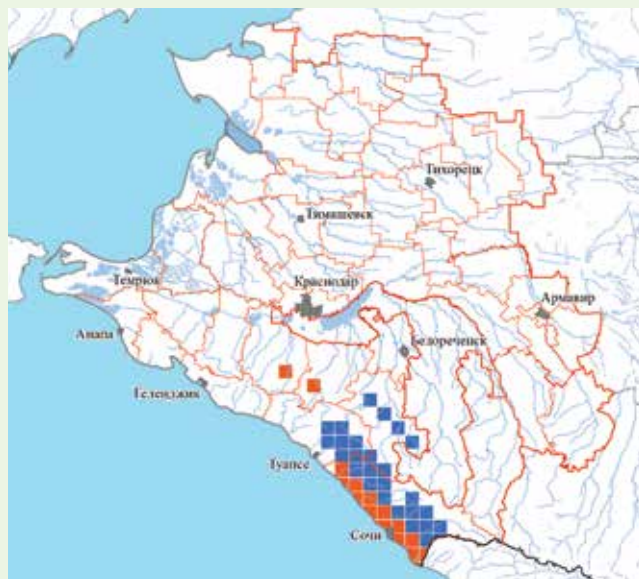 Тихорецк
Тимашевск
Темрюк
Краснодар
Армавир
Анапа
Белореченск
Геленджик
Туапсе
Сочи